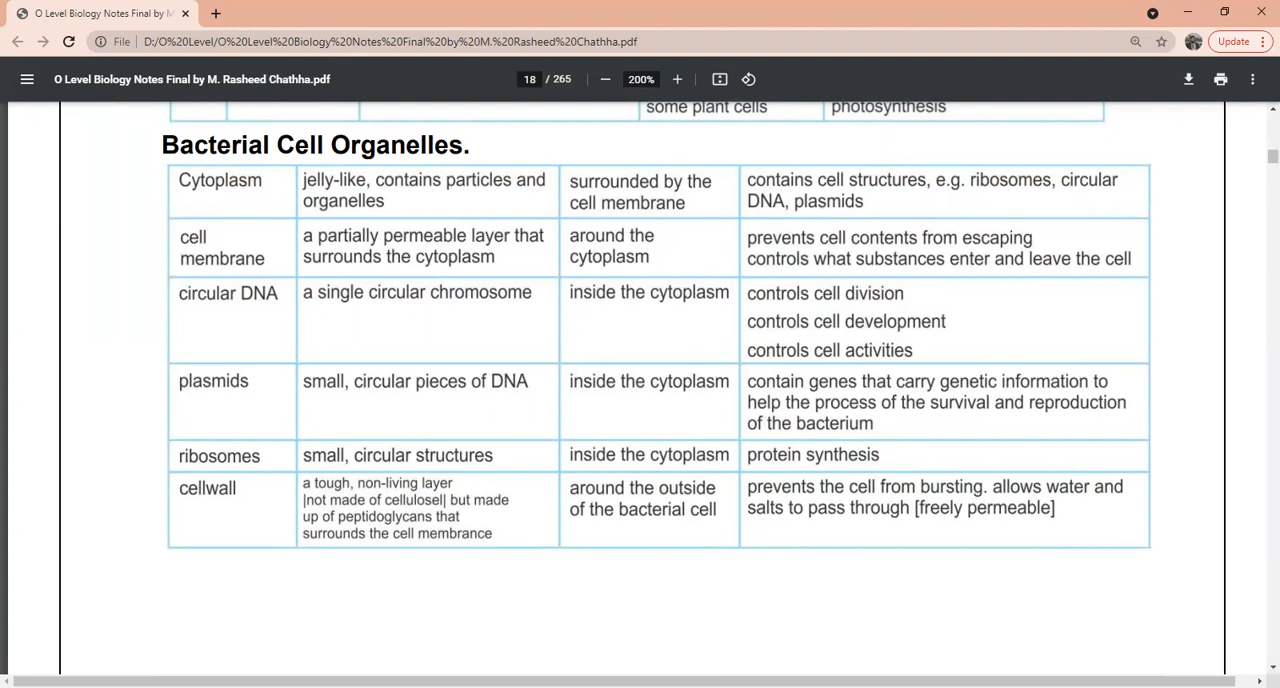 O Level Biology Notes Final by M
File
D:/O%20Level/O%20Level%20Biology%20Notes%20Final%20by%20M.%20Rasheed%20Chathha.pdf
Update
O Level Biology Notes Final by M. Rasheed Chathha.pdf
18 / 265
200%
some plant cells
photosynthesis
Bacterial Cell Organelles.
Cytoplasm
jelly-like, contains particles and
organelles
surrounded by the
cell membrane
contains cell structures, e.g. ribosomes, circular
DNA, plasmids
cell
membrane
a partially permeable layer that
surrounds the cytoplasm
around the
cytoplasm
prevents cell contents from escaping
controls what substances enter and leave the cell
circular DNA
a single circular chromosome
inside the cytoplasm
controls cell division
controls cell development
controls cell activities
plasmids
small, circular pieces of DNA
inside the cytoplasm
contain genes that carry genetic information to
help the process of the survival and reproduction
of the bacterium
ribosomes
small, circular structures
inside the cytoplasm
protein synthesis
cellwall
a tough, non-living layer
|not made of cellulosel| but made
up of peptidoglycans that
surrounds the cell membrance
around the outside
of the bacterial cell
prevents the cell from bursting. allows water and
salts to pass through [freely permeable]